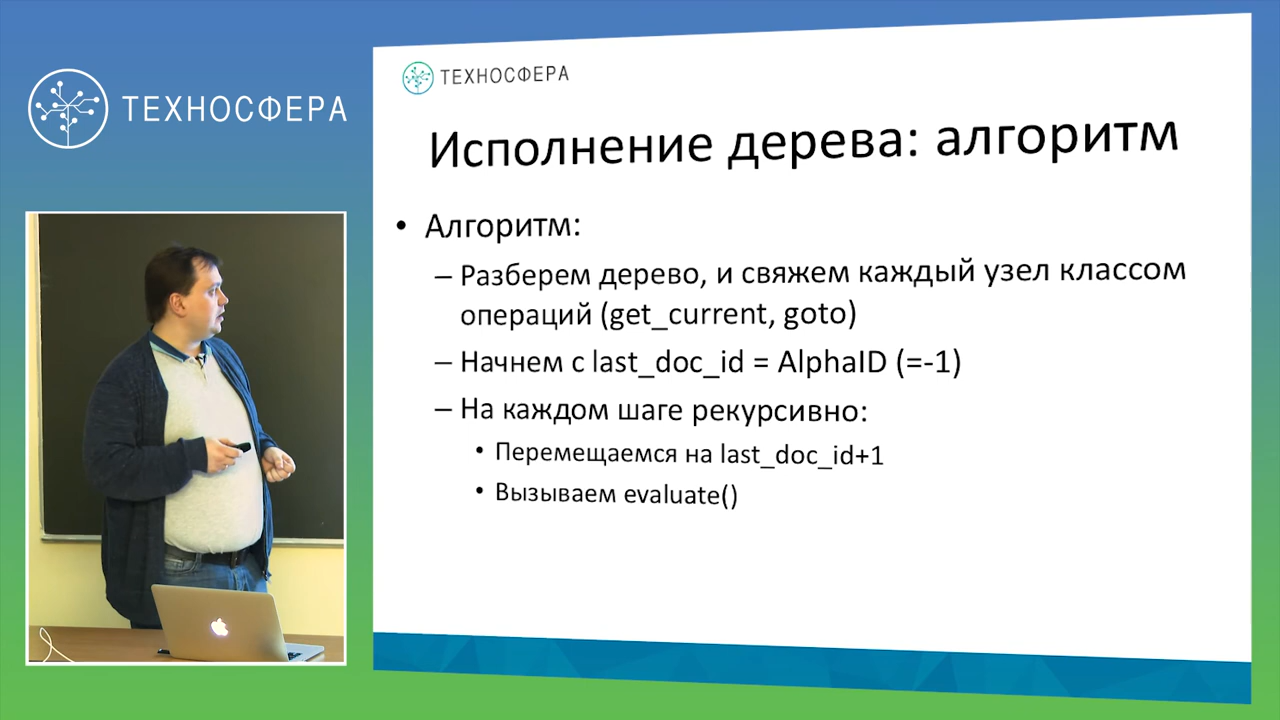 ТЕХНОСФЕРА
ТЕХНОСФЕРА
Исполнение дерева: алгоритм
• Алгоритм:
– Разберем дерево, и свяжем каждый узел классом
операций (get_current, goto)
– Начнем с last_doc_id = AlphaID (=-1)
– На каждом шаге рекурсивно:
• Перемещаемся на last_doc_id+1
• Вызываем evaluate()